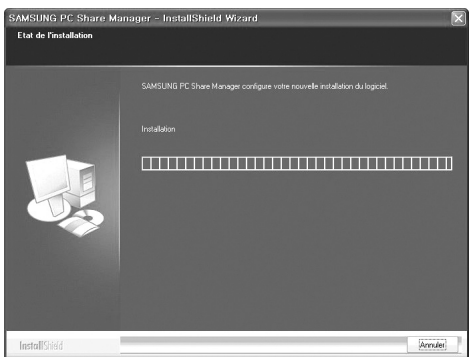 SAMSUNG PC Share Manager - InstallShield Wizard
Etat de l'installation
SAMSUNG PC Share Manager configure votre nouvelle installation du logiciel.
Installation
InstallShield
Annuler